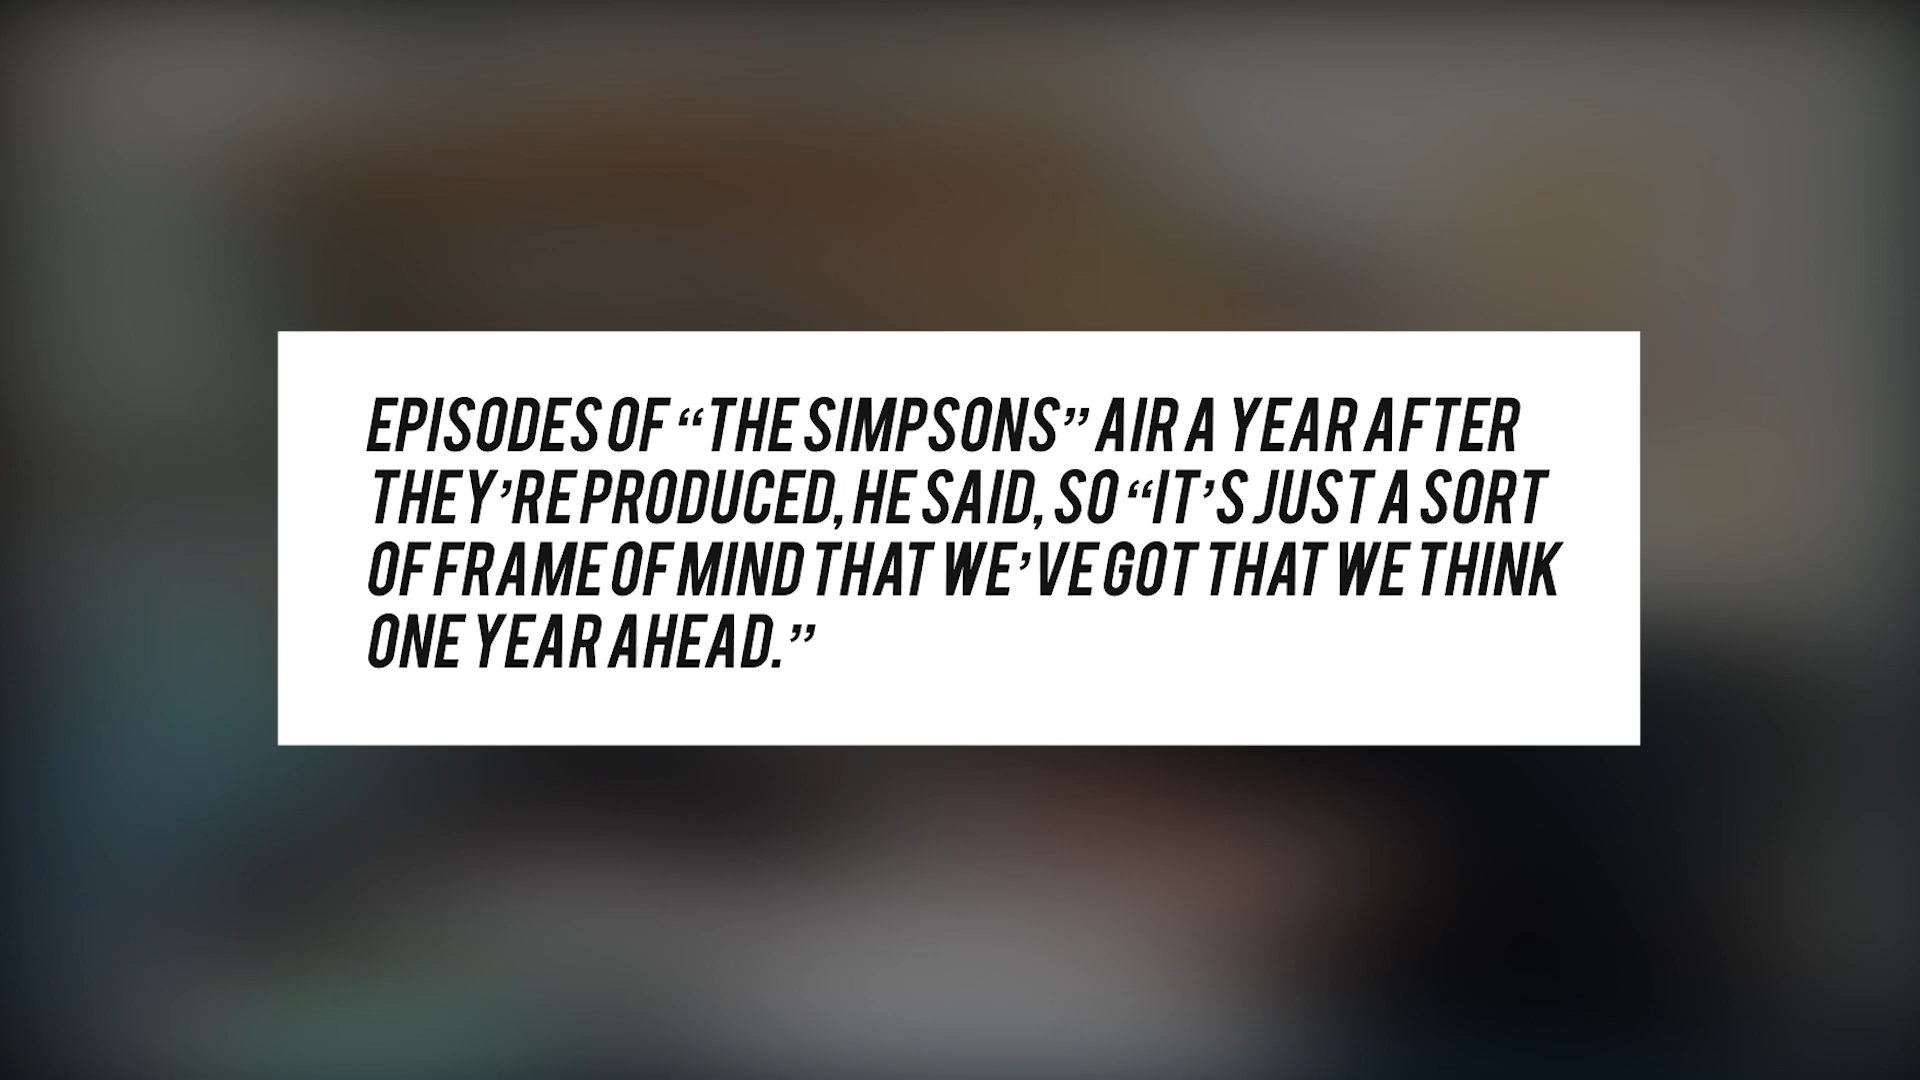 EPISODES OF “THE SIMPSONS” AIR A YEAR AFTER
THEY’RE PRODUCED, HE SAID, SO “IT’S JUST A SORT
OF FRAME OF MIND THAT WE’VE GOT THAT WE THINK
ONE YEAR AHEAD.”